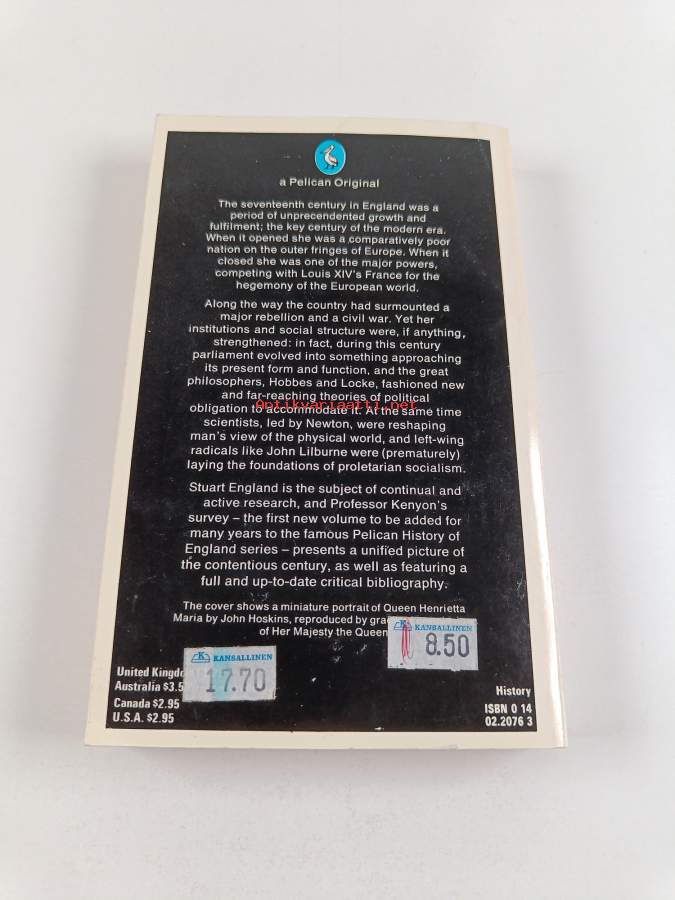 a Pelican Original
The seventeenth century in England was a
period of unprecendented growth and
fulfilment; the key century of the modern era.
When it opened she was a comparatively poor
nation on the outer fringes of Europe. When it
closed she was one of the major powers,
competing with Louis XIV's France for the
hegemony of the European world.
Along the way the country had surmounted a
major rebellion and a civil war. Yet her
institutions and social structure were, if anything,
strengthened: in fact, during this century
parliament evolved into something approaching
its present form and function, and the great
philosophers, Hobbes and Locke, fashioned new
and far-reaching theories of political
Antikvariaatti.net
obligation to accommodate it. At the same time
scientists, led by Newton, were reshaping
man's view of the physical world, and left-wing
radicals like John Lilburne were (prematurely)
laying the foundations of proletarian socialism.
Stuart England is the subject of continual and
active research, and Professor Kenyon's
survey – the first new volume to be added for
many years to the famous Pelican History of
England series – presents a unified picture of
the contentious century, as well as featuring a
full and up-to-date critical bibliography.
The cover shows a miniature portrait of Queen Henrietta
Maria by John Hoskins, reproduced by
of Her Majesty the Queen
K KANSALLINEN
8.50
K KANSALLINEN
17.70
United
Australia $3.5
Canada $2.95
U.S.A. $2.95
History
ISBN 0 14
02.2076 3